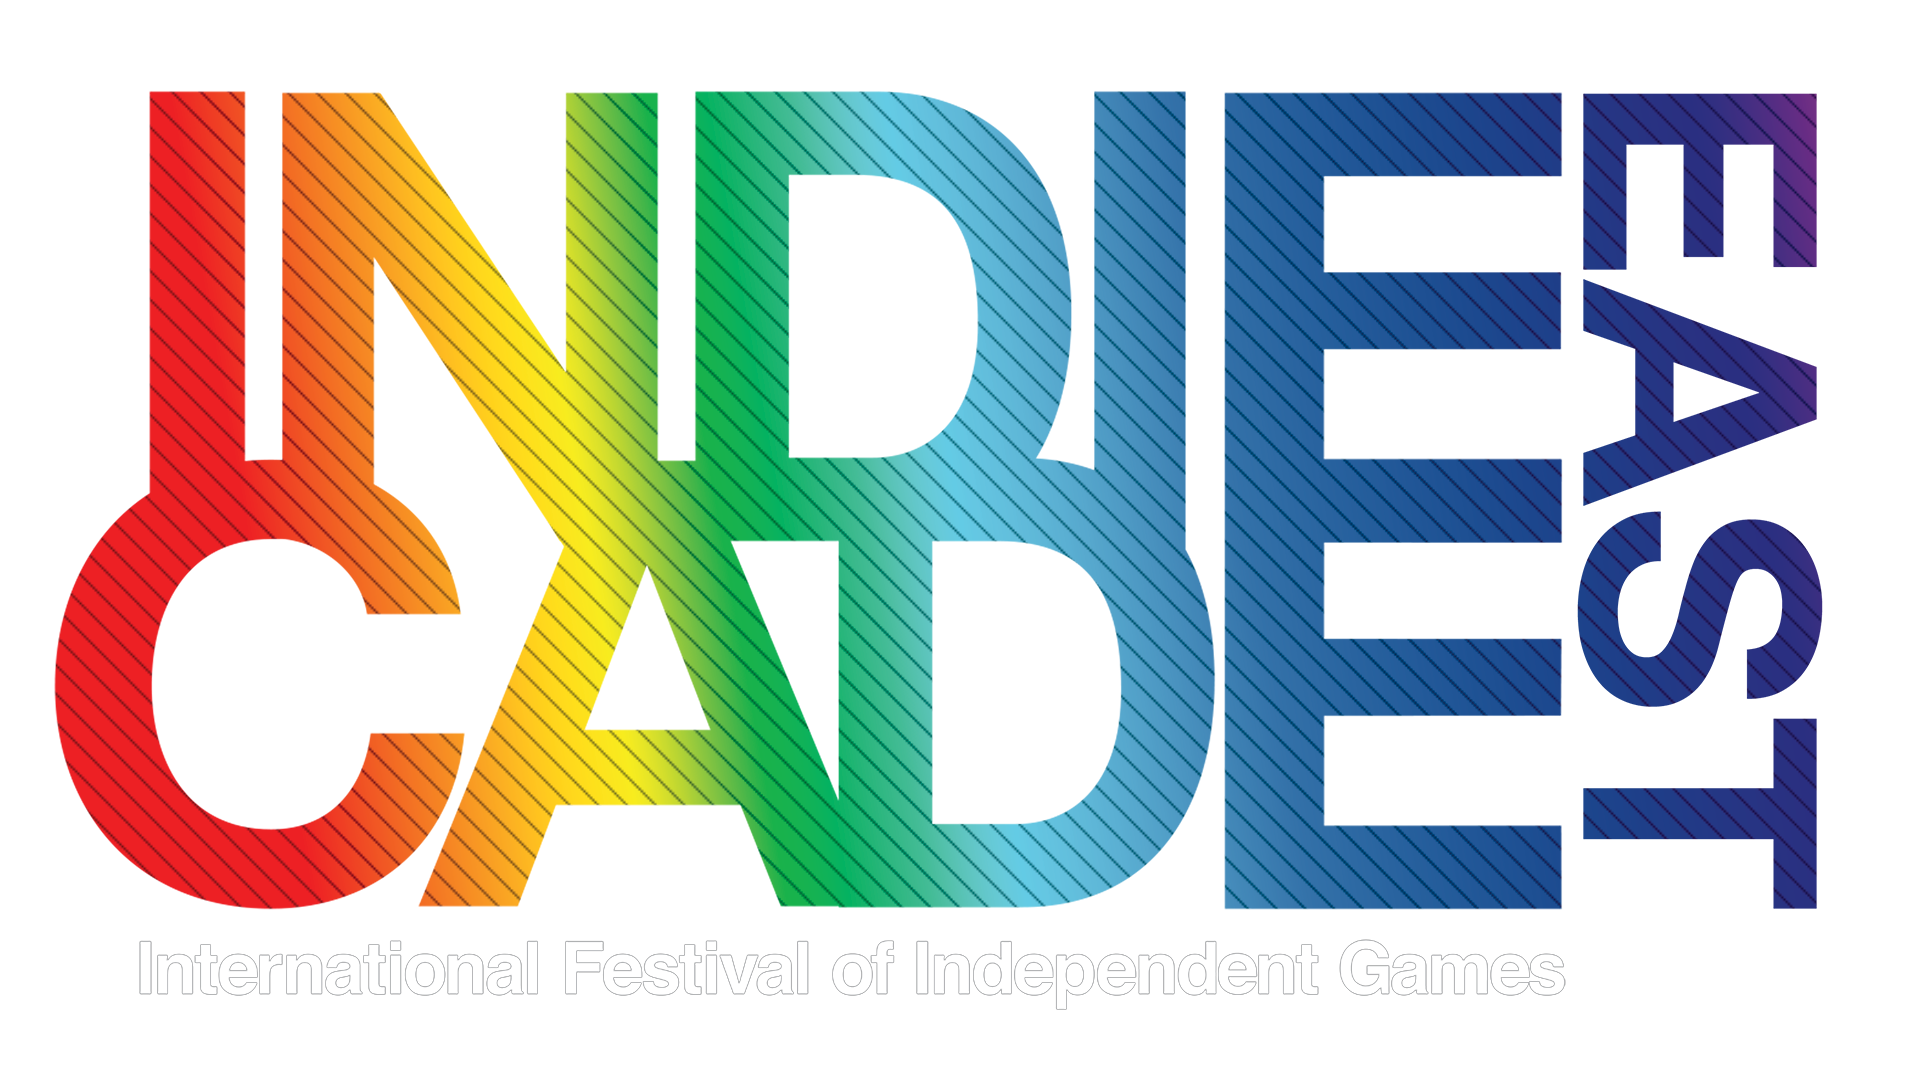 INDIE
CADE
EAST
International Festival of Independent Games